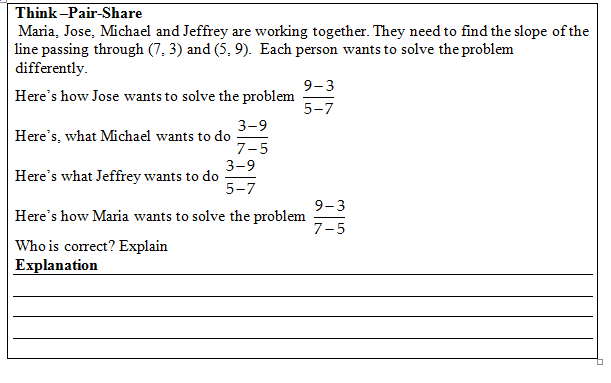 Think–Pair-Share
Maria, Jose, Michael and Jeffrey are working together. They need to find the slope of the
line passing through (7, 3) and (5, 9). Each person wants to solve the problem
differently.
Here's how Jose wants to solve the problem 9−3/5−7
Here's, what Michael wants to do 3−9/7−5
Here's what Jeffrey wants to do 3−9/5−7
Here's how Maria wants to solve the problem 9−3/7−5
Who is correct? Explain
Explanation